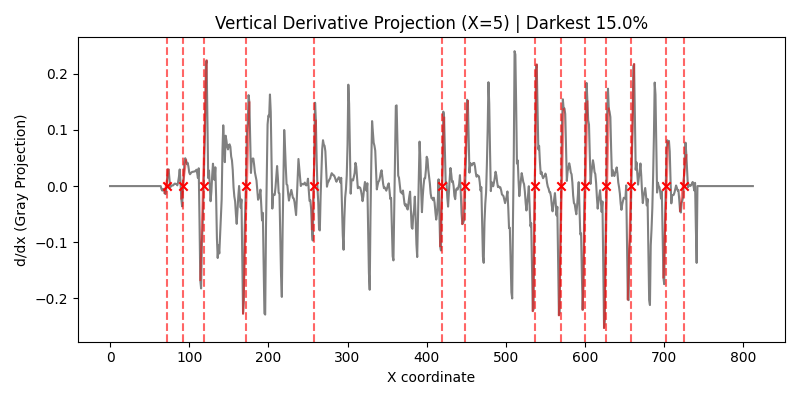 Vertical Derivative Projection (X=5) | Darkest 15.0%
d/dx (Gray Projection)
0.2
0.1
0.0
−0.1
−0.2
0 100 200 300 400 500 600 700 800
X coordinate